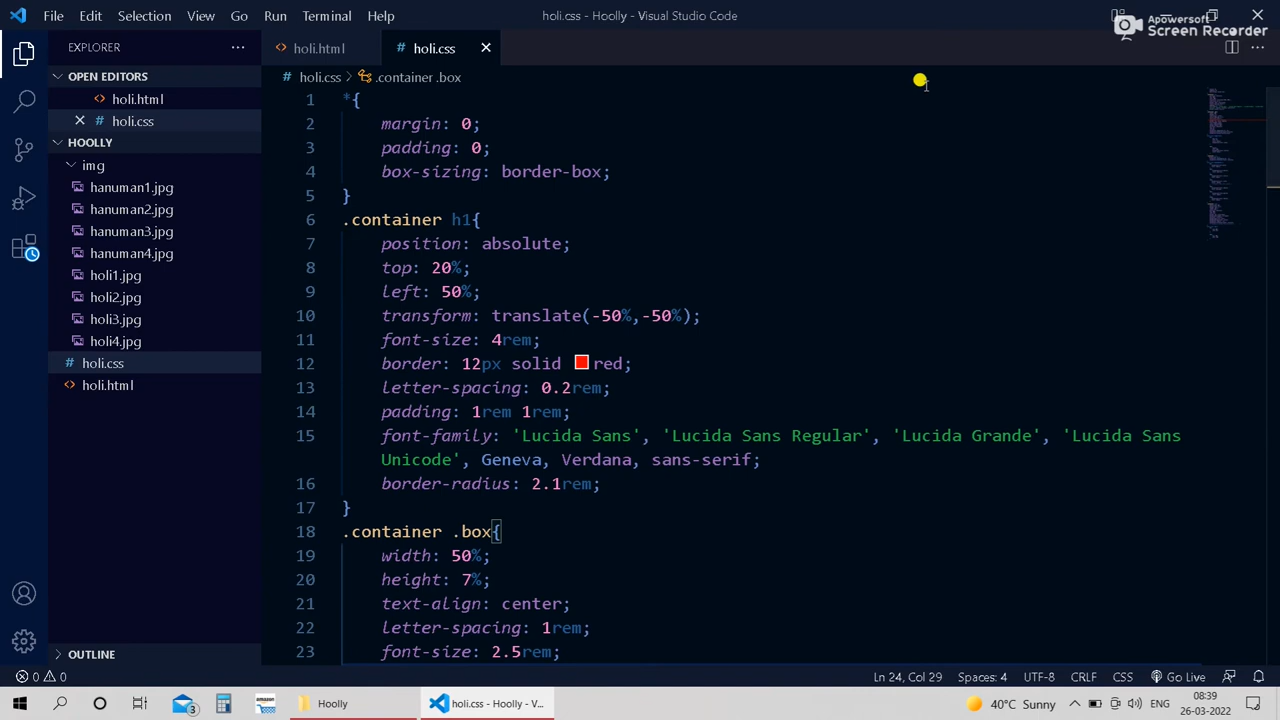 File Edit Selection View Go Run Terminal Help
holi.css - Hoolly - Visual Studio Code
Apowersoft
Screen Recorder
EXPLORER
holi.html
holi.css
OPEN EDITORS
holi.html
holi.css
HOOLLY
img
hanuman1.jpg
hanuman2.jpg
hanuman3.jpg
hanuman4.jpg
holi1.jpg
holi2.jpg
holi3.jpg
holi4.jpg
holi.css
holi.html
OUTLINE
holi.css > .container .box
1 *{
2 margin: 0;
3 padding: 0;
4 box-sizing: border-box;
5 }
6 .container h1{
7 position: absolute;
8 top: 20%;
9 left: 50%;
10 transform: translate(-50%,-50%);
11 font-size: 4rem;
12 border: 12px solid red;
13 letter-spacing: 0.2rem;
14 padding: 1rem 1rem;
15 font-family: 'Lucida Sans', 'Lucida Sans Regular', 'Lucida Grande', 'Lucida Sans
Unicode', Geneva, Verdana, sans-serif;
16 border-radius: 2.1rem;
17 }
18 .container .box{
19 width: 50%;
20 height: 7%;
21 text-align: center;
22 letter-spacing: 1rem;
23 font-size: 2.5rem;
0 0 Ln 24, Col 29 Spaces: 4 UTF-8 CRLF CSS Go Live
3 amazon Hoolly holi.css - Hoolly - V... 40°C Sunny ENG
08:39
26-03-2022